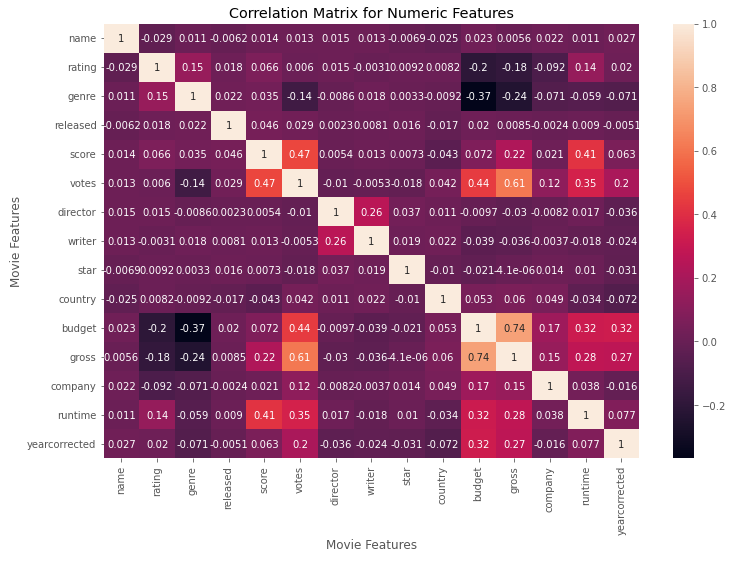 Correlation Matrix for Numeric Features
name 1 -0.029 0.011 -0.0062 0.014 0.013 0.015 0.013 -0.0069 -0.025 0.023 0.0056 0.022 0.011 0.027
rating -0.029 1 0.15 0.018 0.066 0.006 0.015 -0.0031 0.0092 0.0082 -0.2 -0.18 -0.092 0.14 0.02
genre 0.011 0.15 1 0.022 0.035 -0.14 -0.0086 0.018 0.0033 -0.0092 -0.37 -0.24 -0.071 -0.059 -0.071
released -0.0062 0.018 0.022 1 0.046 0.029 0.0023 0.0081 0.016 -0.017 0.02 0.0085 -0.0024 0.009 -0.0051
score 0.014 0.066 0.035 0.046 1 0.47 0.0054 0.013 0.0073 -0.043 0.072 0.22 0.021 0.41 0.063
votes 0.013 0.006 -0.14 0.029 0.47 1 -0.01 -0.0053 -0.018 0.042 0.44 0.61 0.12 0.35 0.2
director 0.015 0.015 -0.0086 0.0023 0.0054 -0.01 1 0.26 0.037 0.011 -0.0097 -0.03 -0.0082 0.017 -0.036
writer 0.013 -0.0031 0.018 0.0081 0.013 -0.0053 0.26 1 0.019 0.022 -0.039 -0.036 -0.0037 -0.018 -0.024
star -0.0069 0.0092 0.0033 0.016 0.0073 -0.018 0.037 0.019 1 -0.01 -0.021 -4.1e-06 0.014 0.01 -0.031
country -0.025 0.0082 -0.0092 -0.017 -0.043 0.042 0.011 0.022 -0.01 1 0.053 0.06 0.049 -0.034 -0.072
budget 0.023 -0.2 -0.37 0.02 0.072 0.44 -0.0097 -0.039 -0.021 0.053 1 0.74 0.17 0.32 0.32
gross 0.0056 -0.18 -0.24 0.0085 0.22 0.61 -0.03 -0.036 -4.1e-06 0.06 0.74 1 0.15 0.28 0.27
company 0.022 -0.092 -0.071 -0.0024 0.021 0.12 -0.0082 -0.0037 0.014 0.049 0.17 0.15 1 0.038 -0.016
runtime 0.011 0.14 -0.059 0.009 0.41 0.35 0.017 -0.018 0.01 -0.034 0.32 0.28 0.038 1 0.077
yearcorrected 0.027 0.02 -0.071 -0.0051 0.063 0.2 -0.036 -0.024 -0.031 -0.072 0.32 0.27 -0.016 0.077 1
name rating genre released score votes director writer star country budget gross company runtime yearcorrected
Movie Features
Movie Features
1.0
0.8
0.6
0.4
0.2
0.0
−0.2